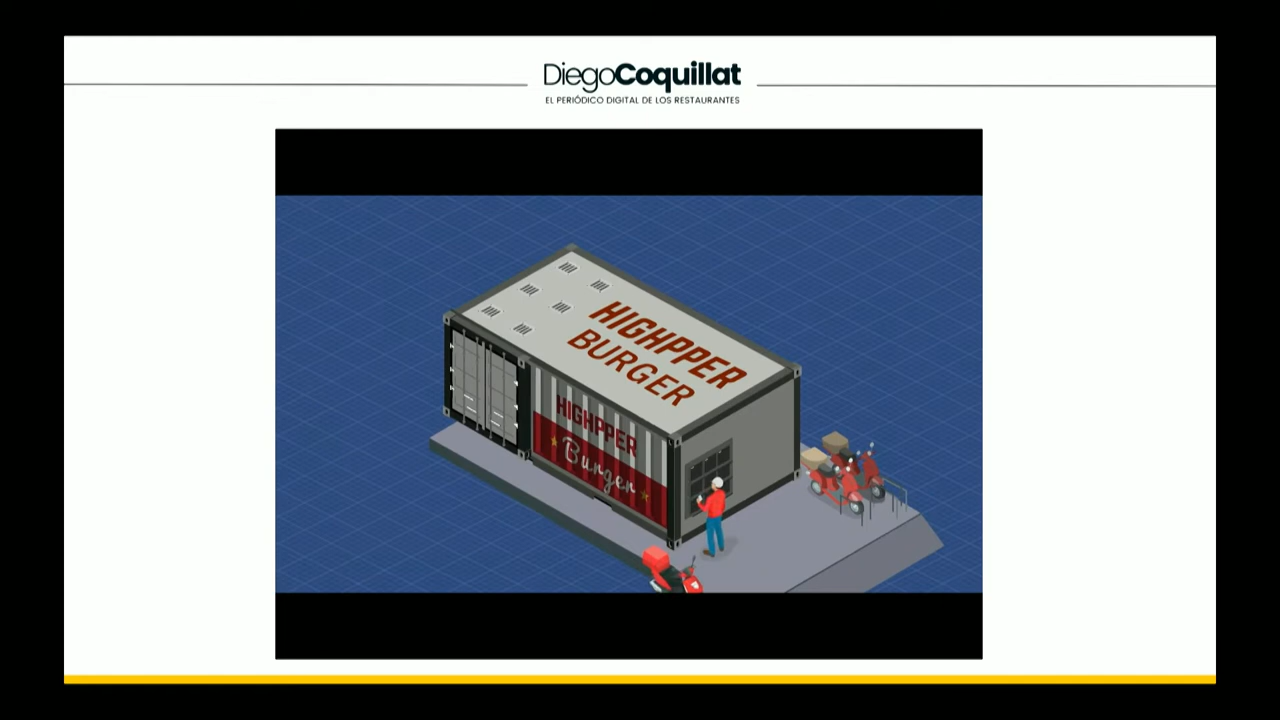 DiegoCoquillat
EL PERIÓDICO DIGITAL DE LOS RESTAURANTES
HIGHPPER
BURGER
HIGHPPER
Burger